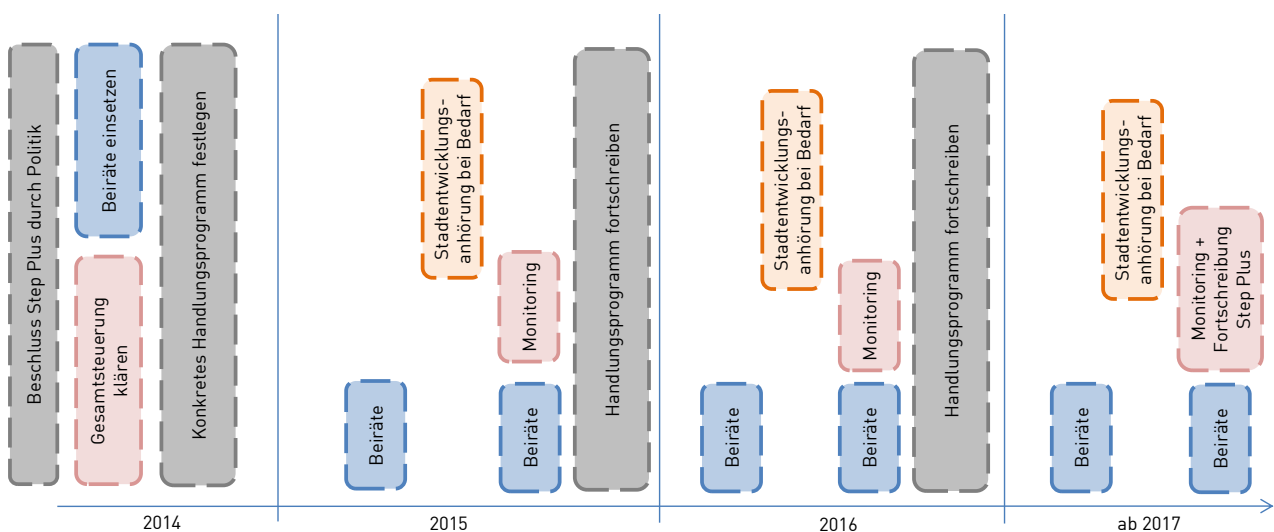 Beschluss Step Plus durch Politik
Beiräte einsetzen
Gesamtsteuerung
klären
Konkretes Handlungsprogramm festlegen
Beiräte
Stadtentwicklungs-
anhörung bei Bedarf
Monitoring
Beiräte
Handlungsprogramm fortschreiben
Beiräte
Stadtentwicklungs-
anhörung bei Bedarf
Monitoring
Beiräte
Handlungsprogramm fortschreiben
Beiräte
Stadtentwicklungs-
anhörung bei Bedarf
Monitoring +
Fortschreibung
Step Plus
Beiräte
2014
2015
2016
ab 2017